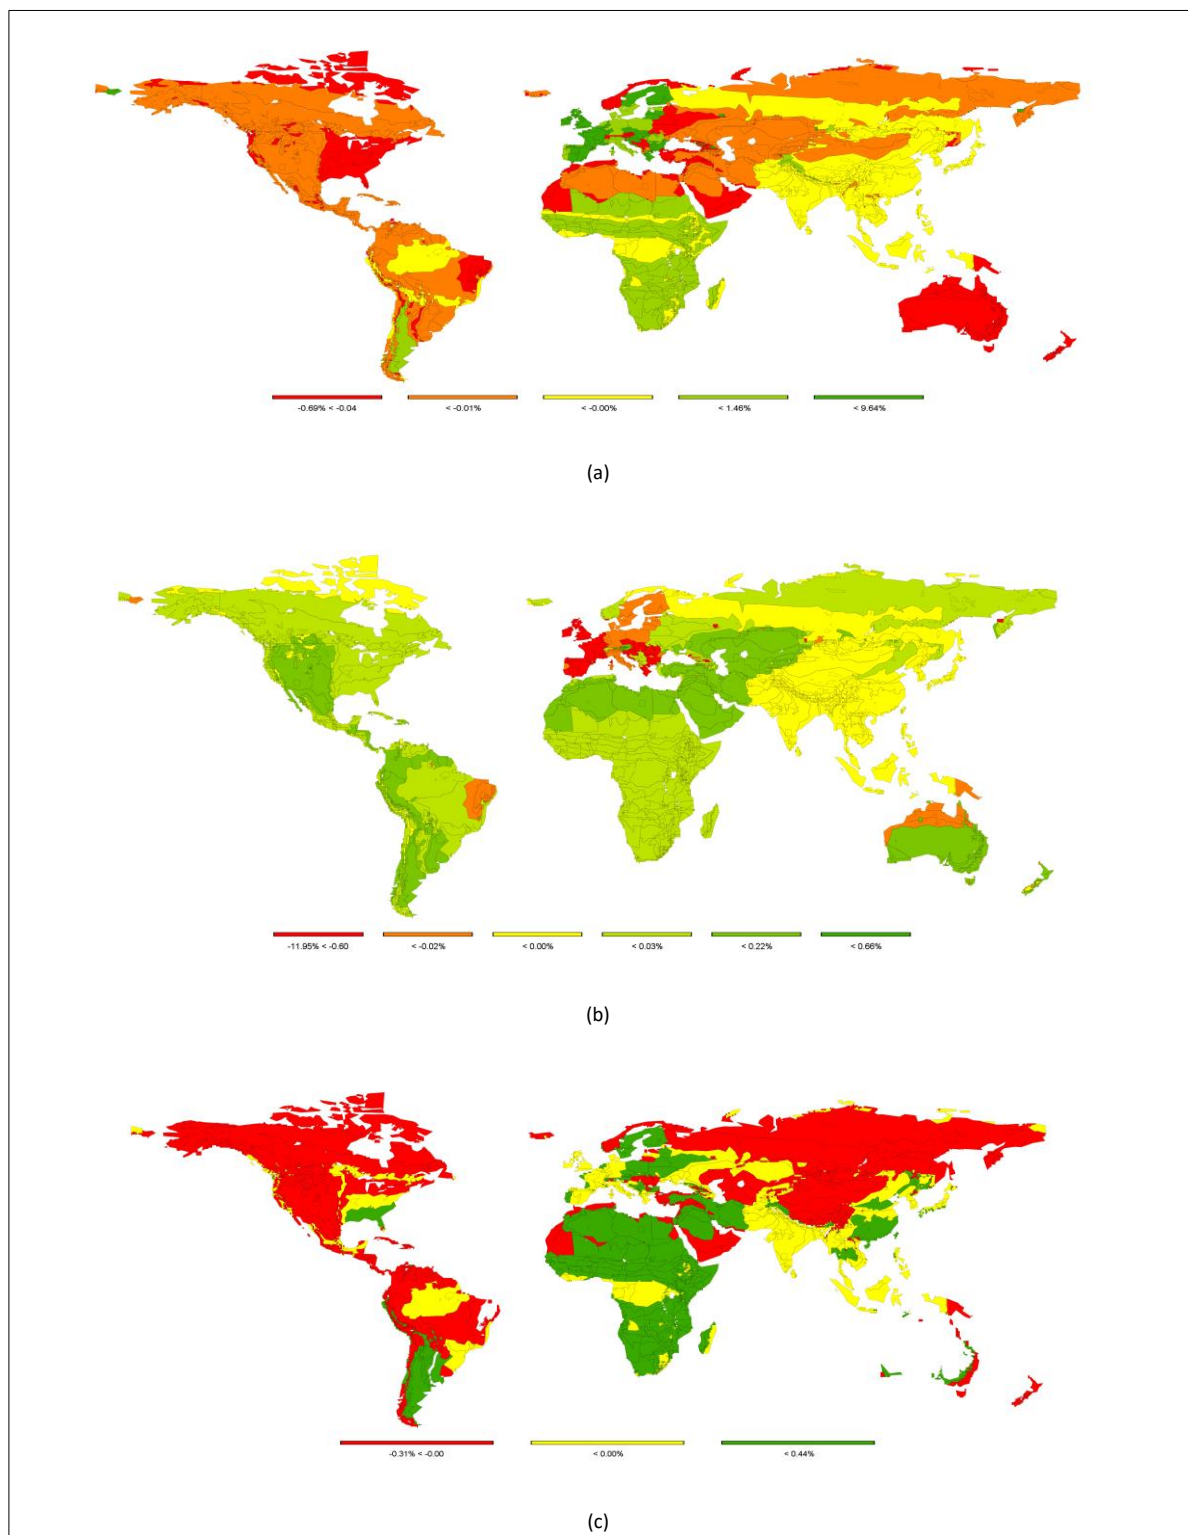 -0.69% < -0.04 < -0.01% < -0.00% < 1.46% < 9.64%
(a)
-11.95% < -0.60 < -0.02% < 0.00% < 0.03% < 0.22% < 0.66%
(b)
-0.31% < -0.00 < 0.00% < 0.44%
(c)